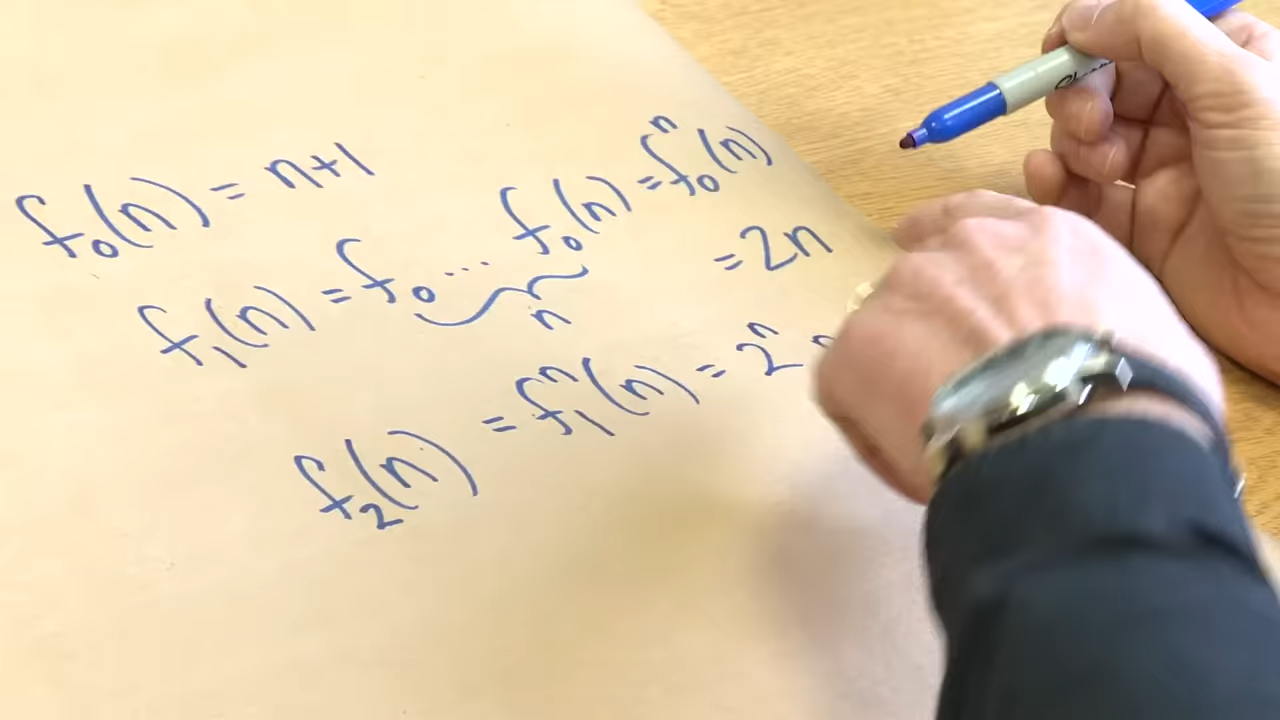 f₀(n) = n+1
f₁(n) = f₀ ... f₀(n) = f₀ⁿ(n)
n
= 2n
f₂(n) = f₁ⁿ(n) = 2ⁿ